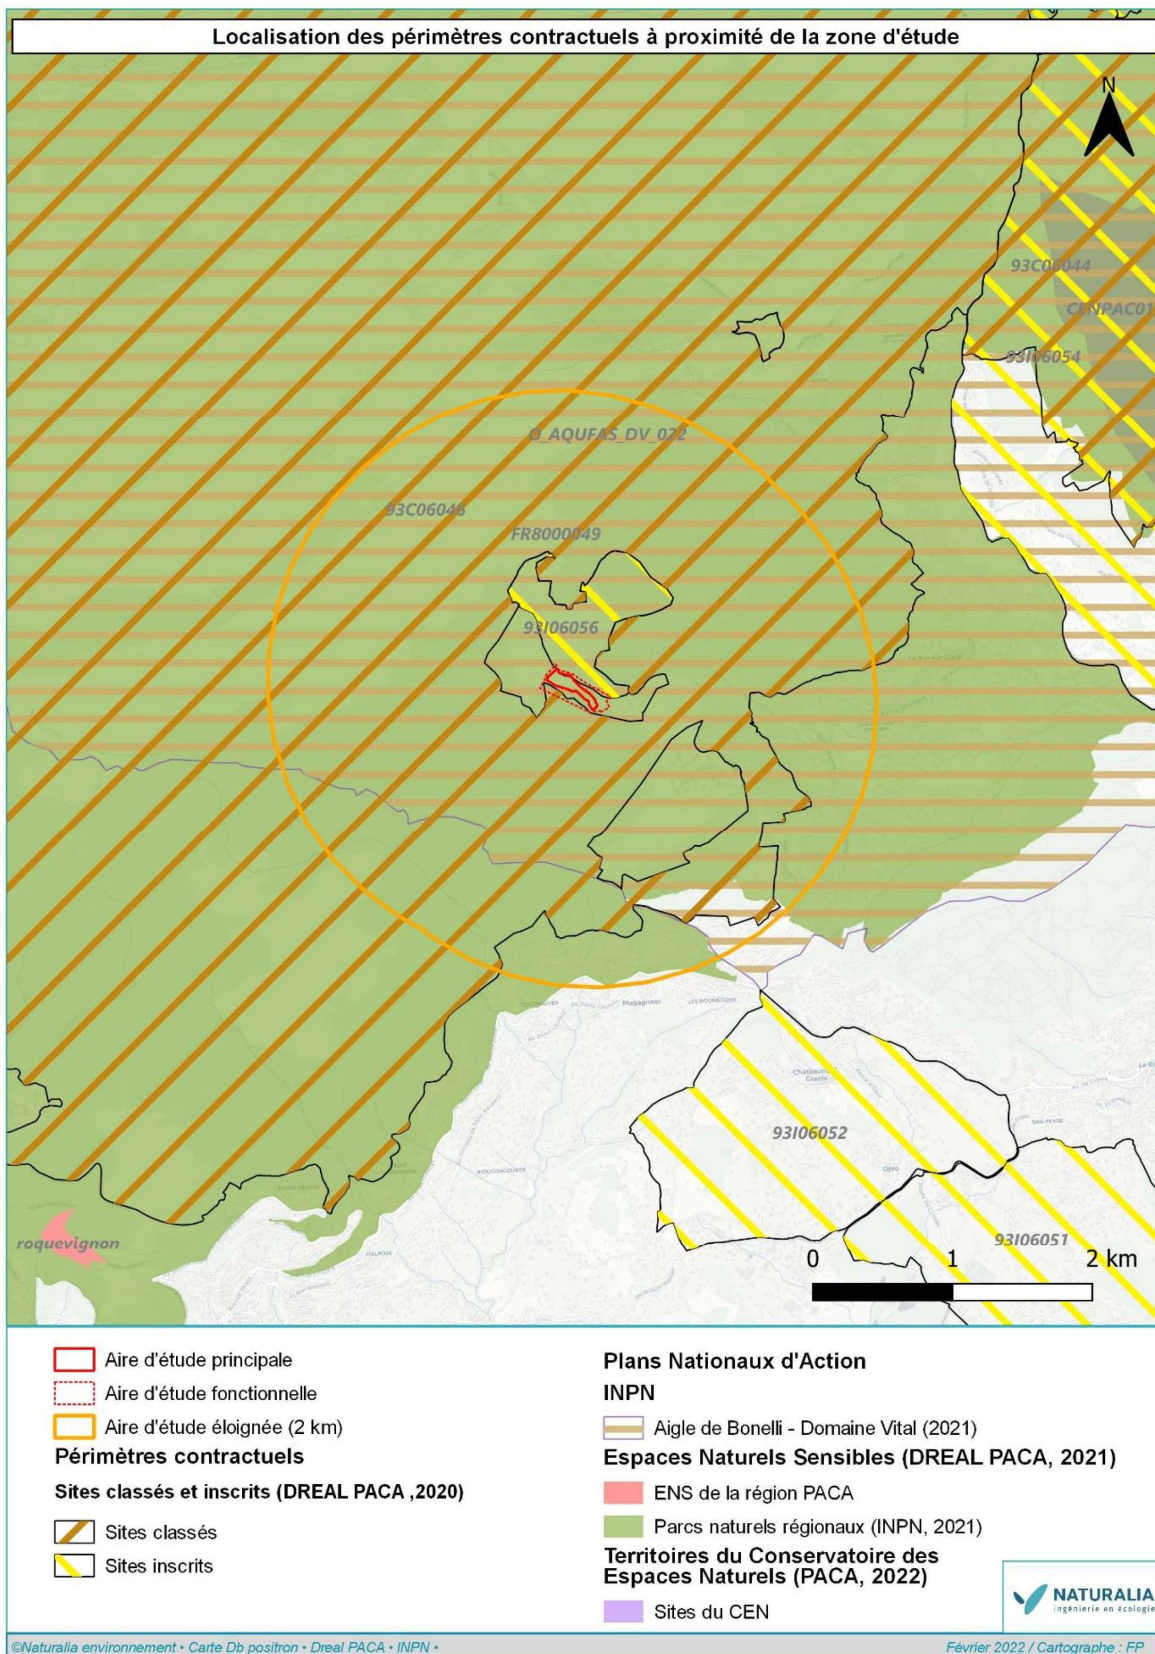 Localisation des périmètres contractuels à proximité de la zone d'étude
N
93C06044
CENPAC01
93I06054
O_AQUFAS_DV_022
93C06046
FR8000049
93I06056
Magagnosc
Opio
93I06052
93I06051
roquevignon
0 1 2 km
Aire d'étude principale
Aire d'étude fonctionnelle
Aire d'étude éloignée (2 km)
Périmètres contractuels
Sites classés et inscrits (DREAL PACA ,2020)
Sites classés
Sites inscrits
Plans Nationaux d'Action
INPN
Aigle de Bonelli - Domaine Vital (2021)
Espaces Naturels Sensibles (DREAL PACA, 2021)
ENS de la région PACA
Parcs naturels régionaux (INPN, 2021)
Territoires du Conservatoire des
Espaces Naturels (PACA, 2022)
Sites du CEN
NATURALIA
ingénierie en écologie
©Naturalia environnement • Carte Db positron • Dreal PACA • INPN •
Février 2022 / Cartographe : FP